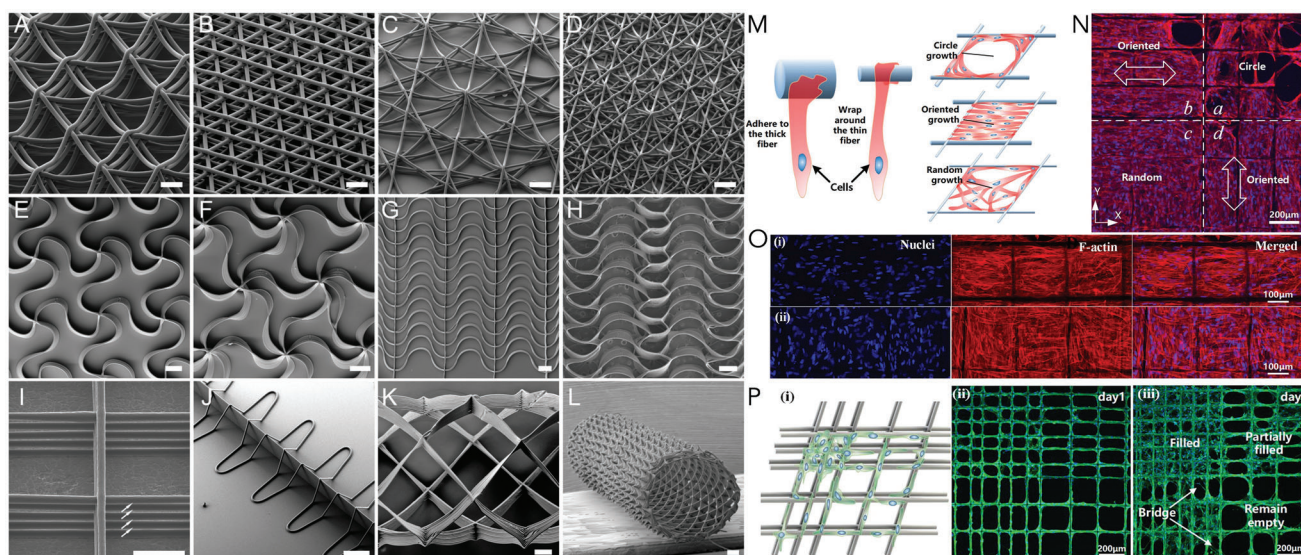 A
B
C
D
E
F
G
H
I
J
K
L
M
Adhere to
the thick
fiber
Wrap
around
the thin
fiber
Cells
Circle
growth
Oriented
growth
Random
growth
N
Oriented
Circle
b
a
c
d
Random
Oriented
Y
X
200μm
O
(i)
Nuclei
F-actin
Merged
100μm
(ii)
100μm
P
(i)
(ii)
day1
200μm
(iii)
day
Filled
Partially
filled
Bridge
Remain
empty
200μm